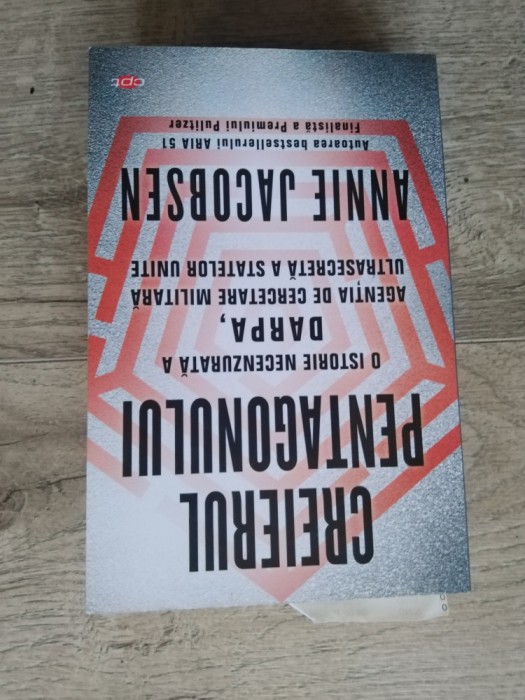 CREIERUL
PENTAGONULUI
O ISTORIE NECENZURATĂ A
DARPA,
AGENȚIA DE CERCETARE MILITARĂ
ULTRASECRETĂ A STATELOR UNITE
ANNIE JACOBSEN
Autoarea bestsellerului ARIA 51
Finalistă a Premiului Pulitzer
cpt